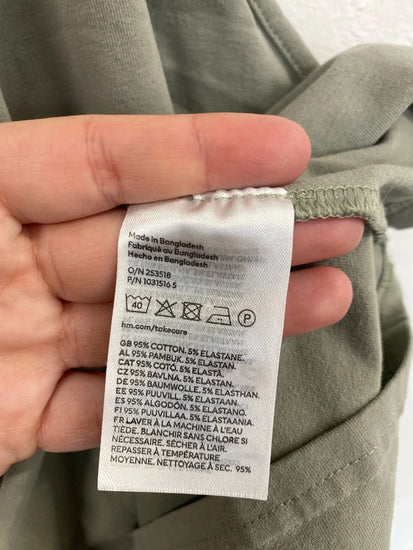 Made in Bangladesh
Fabriqué au Bangladesh
Hecho en Bangladesh
O/N 253518
P/N 1031516 5
40 P
hm.com/takecare
GB 95% COTTON. 5% ELASTANE.
AL 95% PAMBUK. 5% ELASTAN.
CAT 95% COTÓ. 5% ELASTÀ.
CZ 95% BAVLNA. 5% ELASTAN.
DE 95% BAUMWOLLE. 5% ELASTHAN.
EE 95% PUUVILL. 5% ELASTAAN.
ES 95% ALGODÓN. 5% ELASTANO.
FI 95% PUUVILLAA. 5% ELASTAANIA.
FR LAVER À LA MACHINE À L'EAU
TIÈDE. BLANCHIR SANS CHLORE SI
NÉCESSAIRE. SÉCHER À L'AIR.
REPASSER À TEMPÉRATURE
MOYENNE. NETTOYAGE À SEC. 95%